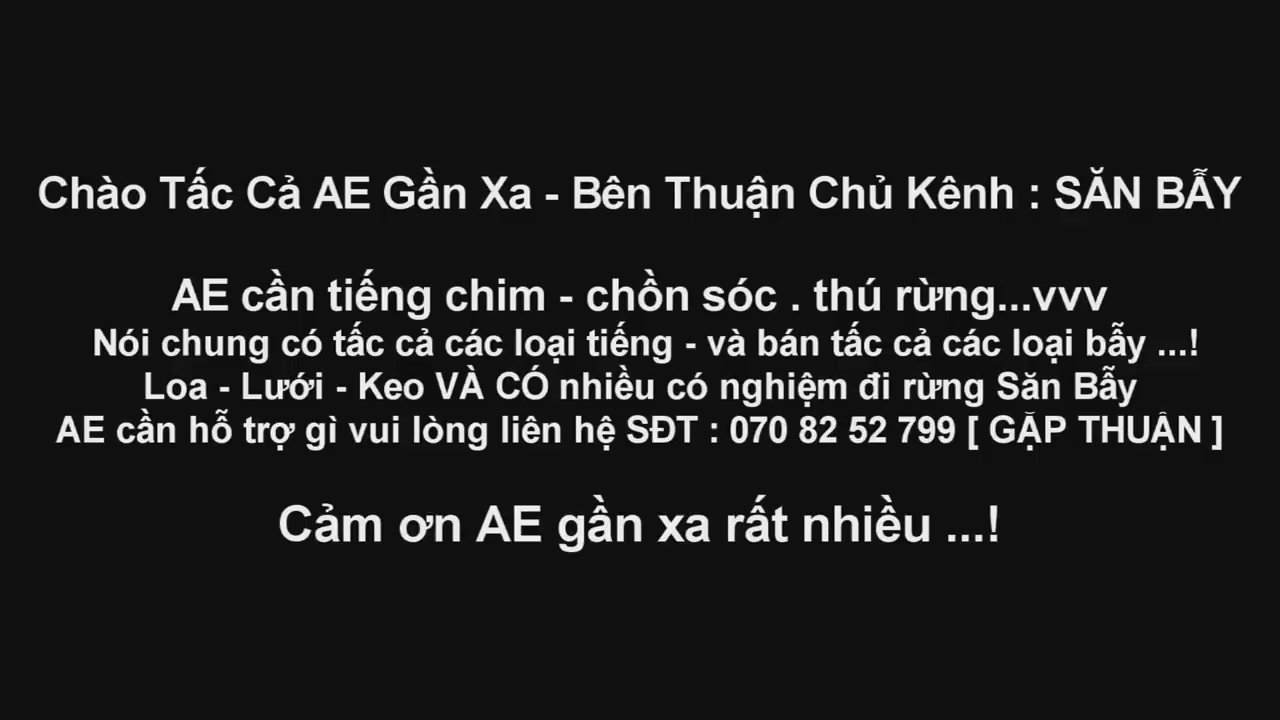 Chào Tấc Cả AE Gần Xa - Bên Thuận Chủ Kênh : SĂN BẪY
AE cần tiếng chim - chồn sóc . thú rừng...vvv
Nói chung có tấc cả các loại tiếng - và bán tấc cả các loại bẫy ...!
Loa - Lưới - Keo VÀ CÓ nhiều có nghiệm đi rừng Săn Bẫy
AE cần hỗ trợ gì vui lòng liên hệ SĐT : 070 82 52 799 [ GẶP THUẬN ]
Cảm ơn AE gần xa rất nhiều ...!